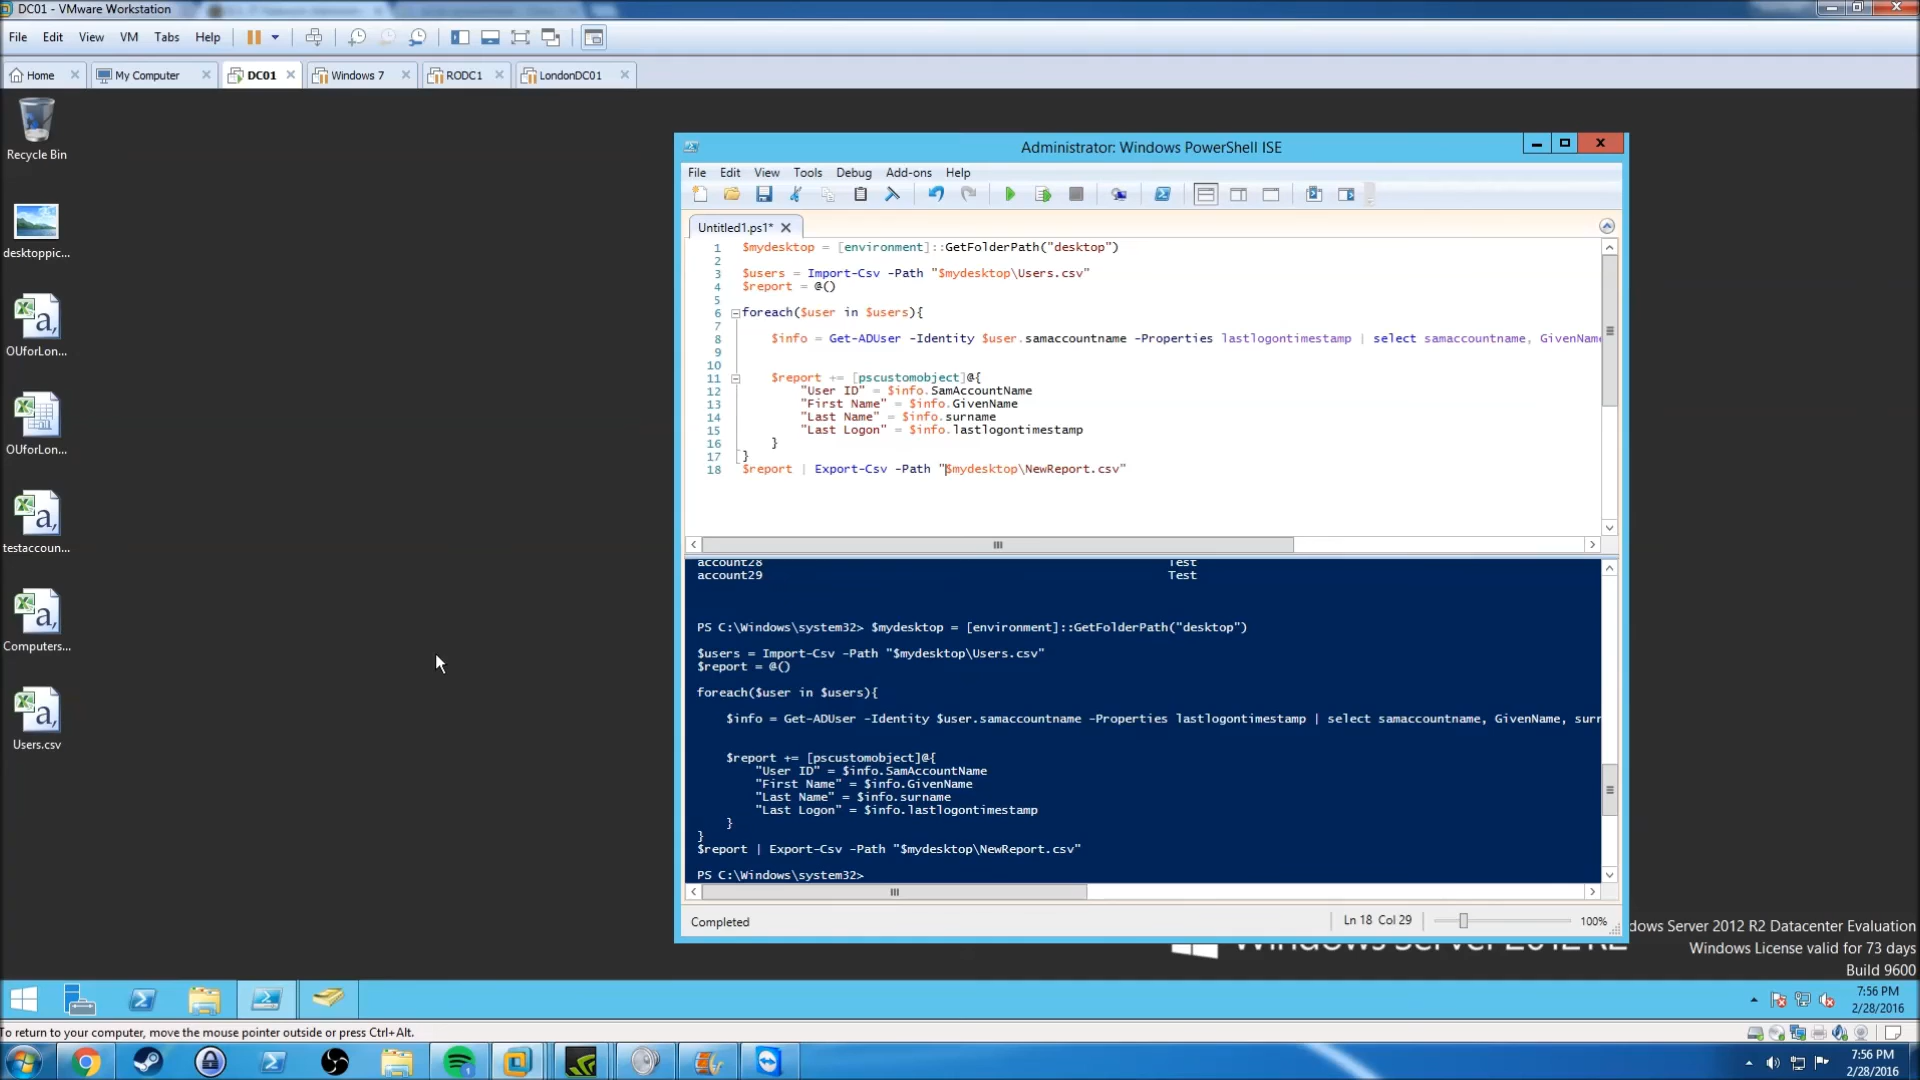 DC01 - VMware Workstation
File Edit View VM Tabs Help
Home My Computer DC01 Windows 7 RODC1 LondonDC01
Recycle Bin
desktoppic...
OUforLon...
OUforLon...
testaccoun...
Computers...
Users.csv
Administrator: Windows PowerShell ISE
File Edit View Tools Debug Add-ons Help
Untitled1.ps1*
1 $mydesktop = [environment]::GetFolderPath("desktop")
2
3 $users = Import-Csv -Path "$mydesktop\Users.csv"
4 $report = @()
5
6 foreach($user in $users){
7
8 $info = Get-ADUser -Identity $user.samaccountname -Properties lastlogontimestamp | select samaccountname, GivenName
9
10
11 $report += [pscustomobject]@{
12 "User ID" = $info.SamAccountName
13 "First Name" = $info.GivenName
14 "Last Name" = $info.surname
15 "Last Logon" = $info.lastlogontimestamp
16 }
17 }
18 $report | Export-Csv -Path "$mydesktop\NewReport.csv"
account28 Test
account29 Test
PS C:\Windows\system32> $mydesktop = [environment]::GetFolderPath("desktop")
$users = Import-Csv -Path "$mydesktop\Users.csv"
$report = @()
foreach($user in $users){
$info = Get-ADUser -Identity $user.samaccountname -Properties lastlogontimestamp | select samaccountname, GivenName, surr
$report += [pscustomobject]@{
"User ID" = $info.SamAccountName
"First Name" = $info.GivenName
"Last Name" = $info.surname
"Last Logon" = $info.lastlogontimestamp
}
}
$report | Export-Csv -Path "$mydesktop\NewReport.csv"
PS C:\Windows\system32>
Completed Ln 18 Col 29 100%
dows Server 2012 R2 Datacenter Evaluation
Windows License valid for 73 days
Build 9600
7:56 PM
2/28/2016
To return to your computer, move the mouse pointer outside or press Ctrl+Alt.
7:56 PM
2/28/2016